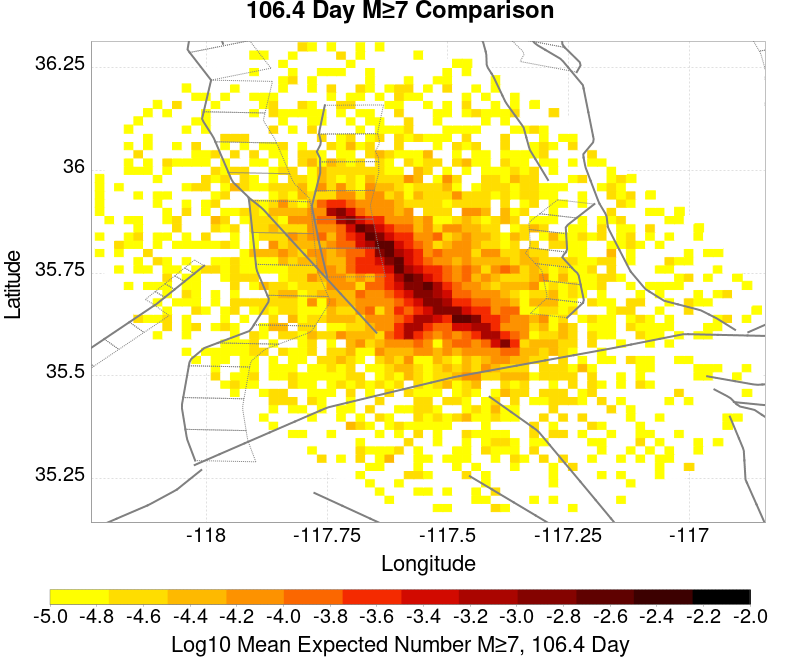 106.4 Day M≥7 Comparison
36.25
36
35.75
35.5
35.25
Latitude
-118 -117.75 -117.5 -117.25 -117
Longitude
-5.0 -4.8 -4.6 -4.4 -4.2 -4.0 -3.8 -3.6 -3.4 -3.2 -3.0 -2.8 -2.6 -2.4 -2.2 -2.0
Log10 Mean Expected Number M≥7, 106.4 Day